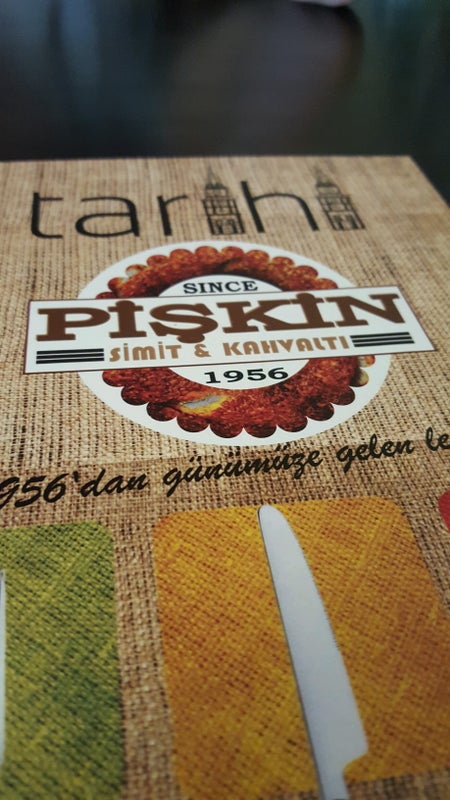 tarihi
SINCE
PİŞKİN
SİMİT & KAHVALTI
1956
956'dan günümüze gelen le